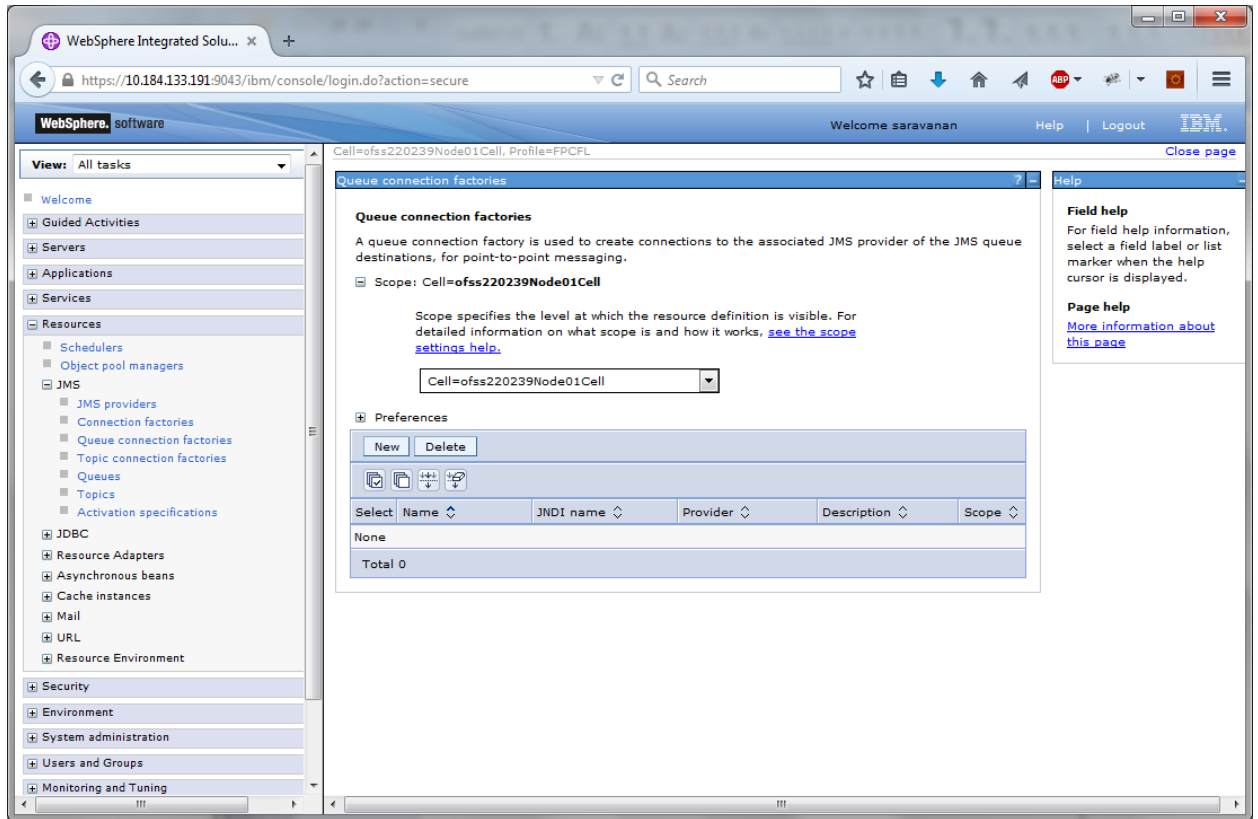 WebSphere Integrated Solu...
https://10.184.133.191:9043/ibm/console/login.do?action=secure
Search
ABP
WebSphere. software
Welcome saravanan
Help | Logout
IBM.
View: All tasks
Welcome
Guided Activities
Servers
Applications
Services
Resources
Schedulers
Object pool managers
JMS
JMS providers
Connection factories
Queue connection factories
Topic connection factories
Queues
Topics
Activation specifications
JDBC
Resource Adapters
Asynchronous beans
Cache instances
Mail
URL
Resource Environment
Security
Environment
System administration
Users and Groups
Monitoring and Tuning
Cell=ofss220239Node01Cell, Profile=FPCFL
Close page
Queue connection factories
Queue connection factories
A queue connection factory is used to create connections to the associated JMS provider of the JMS queue
destinations, for point-to-point messaging.
Scope: Cell=ofss220239Node01Cell
Scope specifies the level at which the resource definition is visible. For
detailed information on what scope is and how it works, see the scope
settings help.
Cell=ofss220239Node01Cell
Preferences
New Delete
Select Name JNDI name Provider Description Scope
None
Total 0
Help
Field help
For field help information,
select a field label or list
marker when the help
cursor is displayed.
Page help
More information about
this page